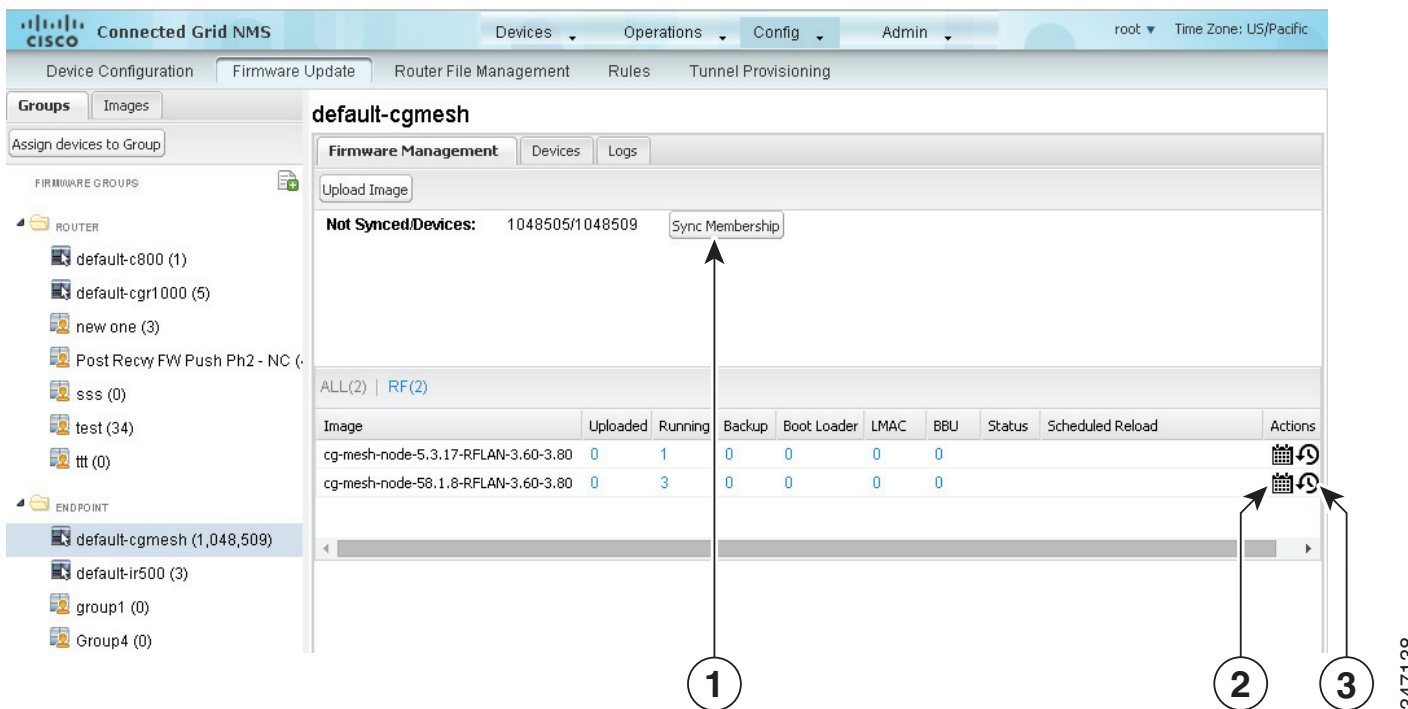 CISCO Connected Grid NMS Devices Operations Config Admin root Time Zone: US/Pacific
Device Configuration Firmware Update Router File Management Rules Tunnel Provisioning
Groups Images
Assign devices to Group
FIRMWARE GROUPS
ROUTER
default-c800 (1)
default-cgr1000 (5)
new one (3)
Post Recvy FW Push Ph2 - NC (
sss (0)
test (34)
ttt (0)
ENDPOINT
default-cgmesh (1,048,509)
default-ir500 (3)
group1 (0)
Group4 (0)
default-cgmesh
Firmware Management Devices Logs
Upload Image
Not Synced/Devices: 1048505/1048509 Sync Membership
ALL(2) | RF(2)
Image Uploaded Running Backup Boot Loader LMAC BBU Status Scheduled Reload Actions
cg-mesh-node-5.3.17-RFLAN-3.60-3.80 0 1 0 0 0 0
cg-mesh-node-58.1.8-RFLAN-3.60-3.80 0 3 0 0 0 0
1 2 3
347138